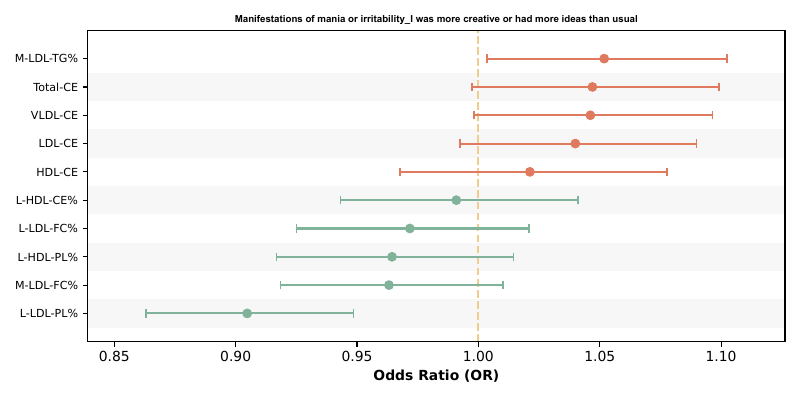 Manifestations of mania or irritability_I was more creative or had more ideas than usual
M-LDL-TG%
Total-CE
VLDL-CE
LDL-CE
HDL-CE
L-HDL-CE%
L-LDL-FC%
L-HDL-PL%
M-LDL-FC%
L-LDL-PL%
0.85 0.90 0.95 1.00 1.05 1.10
Odds Ratio (OR)